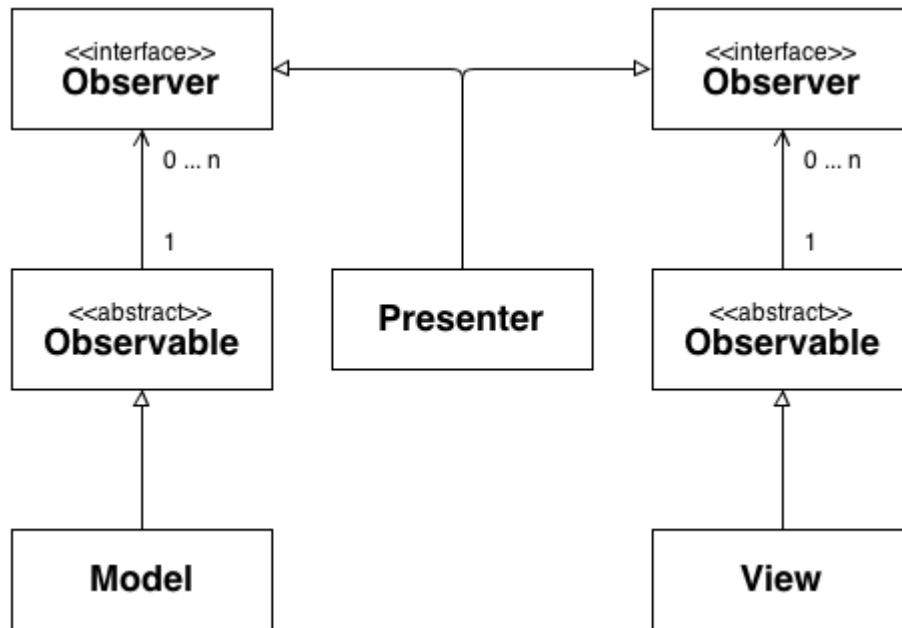 <<interface>>
Observer
<<interface>>
Observer
0 ... n
0 ... n
1
1
<<abstract>>
Observable
Presenter
<<abstract>>
Observable
Model
View